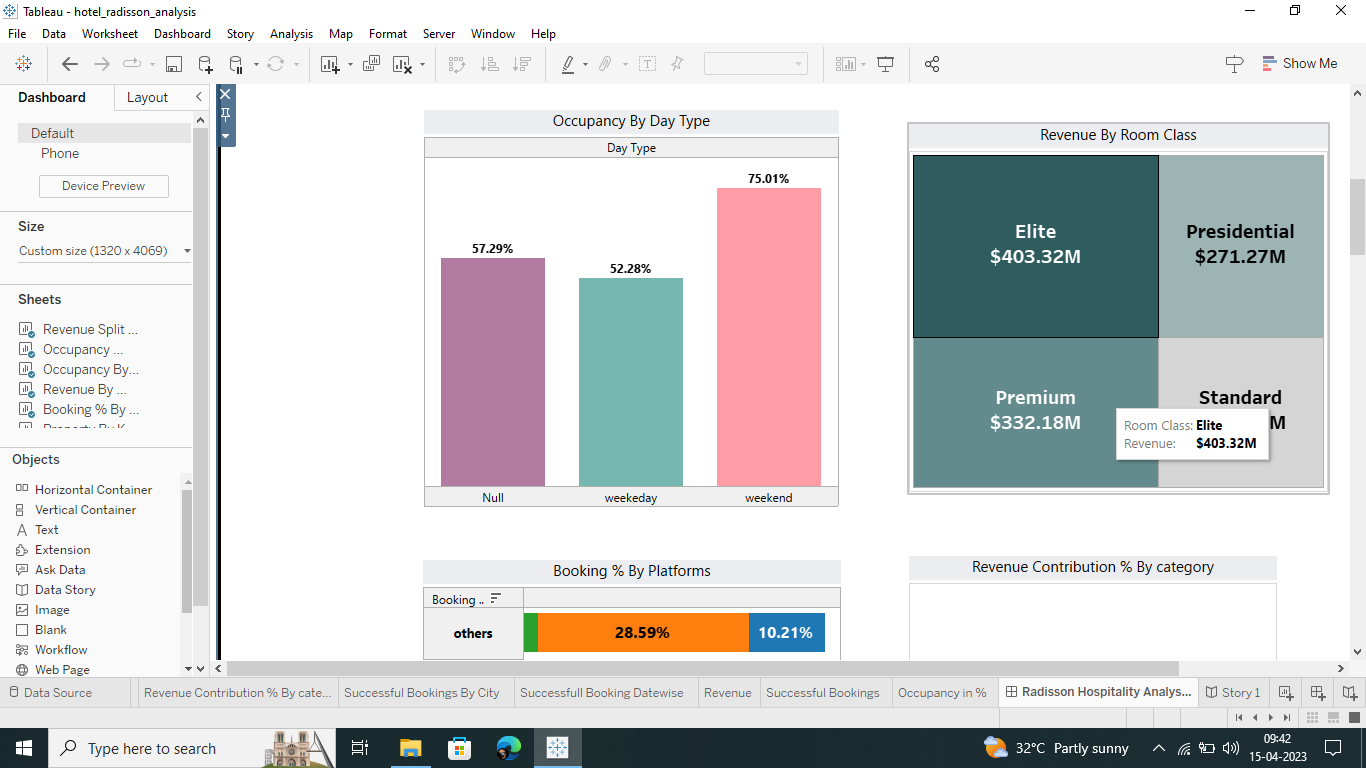 Tableau - hotel_radisson_analysis
File Data Worksheet Dashboard Story Analysis Map Format Server Window Help
Show Me
Dashboard Layout
Default
Phone
Device Preview
Size
Custom size (1320 x 4069)
Sheets
Revenue Split ...
Occupancy ...
Occupancy By...
Revenue By ...
Booking % By ...
Objects
Horizontal Container
Vertical Container
Text
Extension
Ask Data
Data Story
Image
Blank
Workflow
Web Page
Occupancy By Day Type
Day Type
57.29%
52.28%
75.01%
Null weekeday weekend
Revenue By Room Class
Elite
$403.32M
Presidential
$271.27M
Premium
$332.18M
Standard
M
Room Class: Elite
Revenue: $403.32M
Booking % By Platforms
Booking ..
others
28.59% 10.21%
Revenue Contribution % By category
Data Source Revenue Contribution % By cate... Successful Bookings By City Successfull Booking Datewise Revenue Successful Bookings Occupancy in % Radisson Hospitality Analys... Story 1
Type here to search
32°C Partly sunny
09:42
15-04-2023